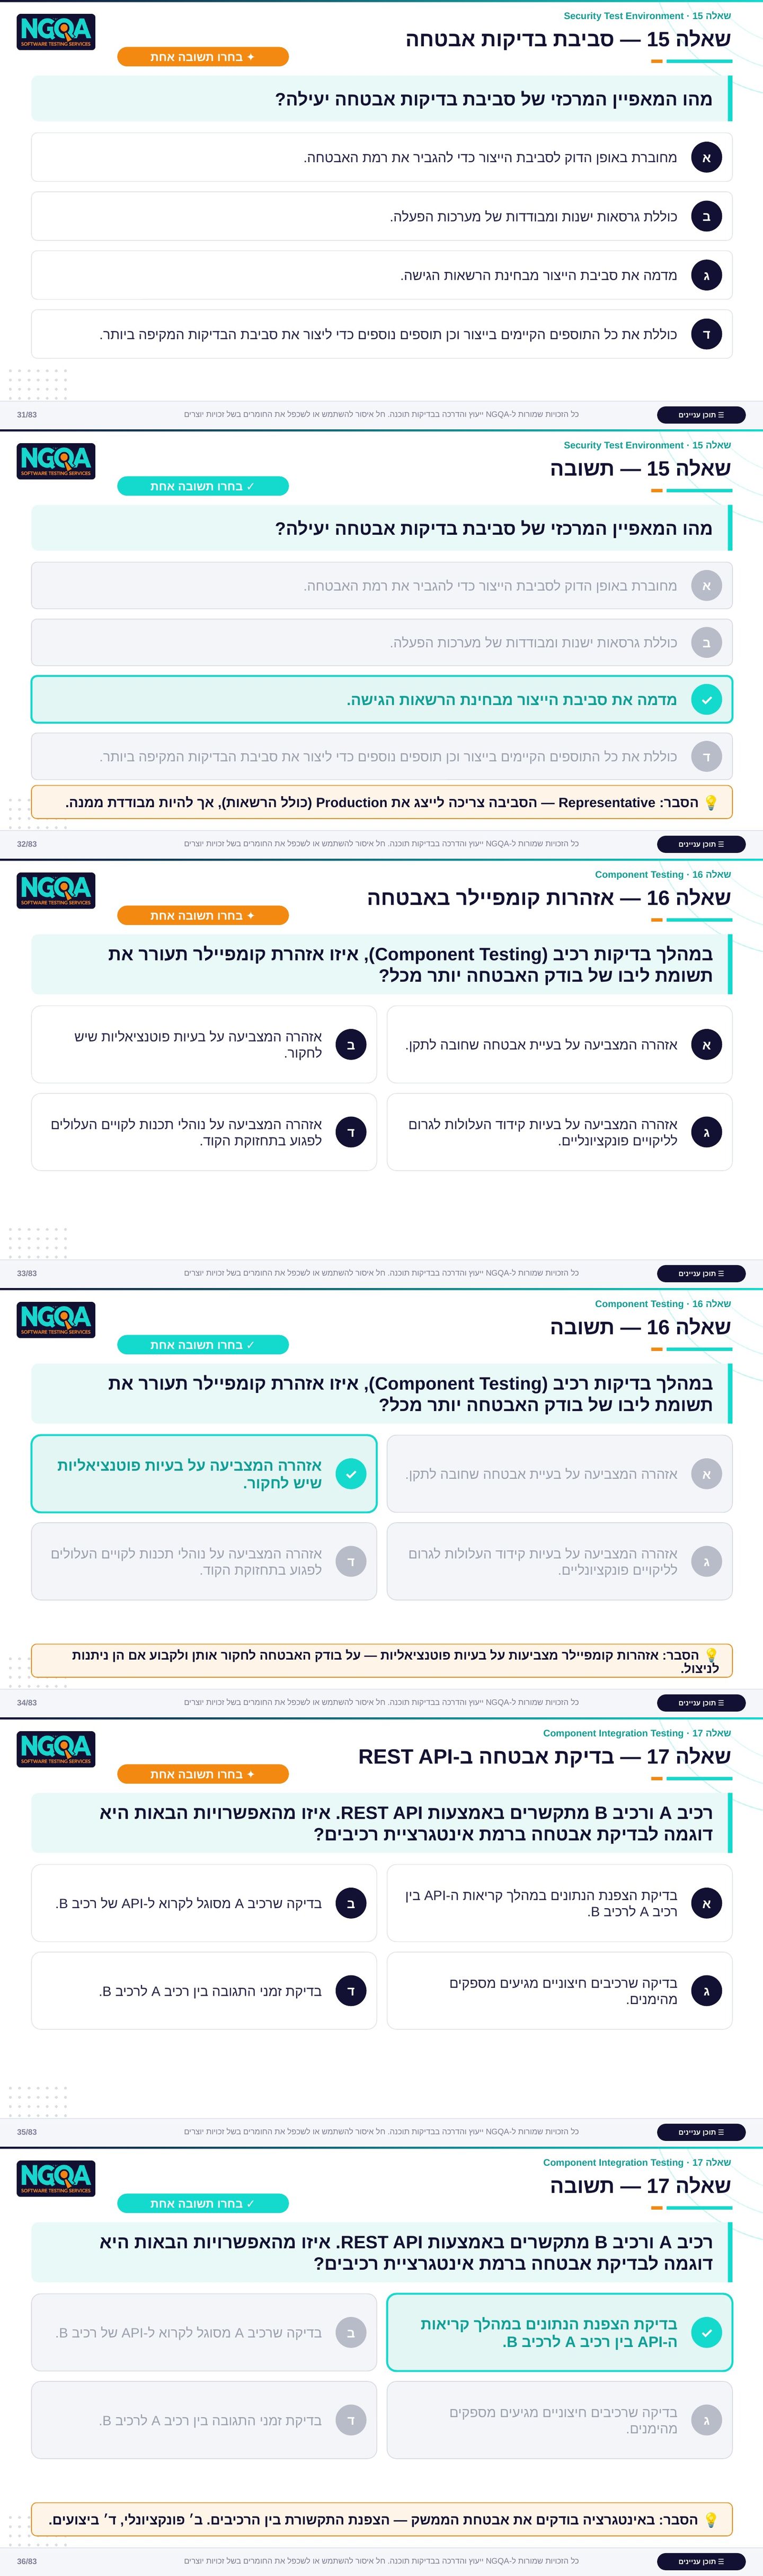 שאלה 15 · Security Test Environment
שאלה 15 — סביבת בדיקות אבטחה
NGQA
SOFTWARE TESTING SERVICES
✦ בחרו תשובה אחת
מהו המאפיין המרכזי של סביבת בדיקות אבטחה יעילה?
א
מחוברת באופן הדוק לסביבת הייצור כדי להגביר את רמת האבטחה.
ב
כוללת גרסאות ישנות ומבודדות של מערכות הפעלה.
ג
מדמה את סביבת הייצור מבחינת הרשאות הגישה.
ד
כוללת את כל התוספים הקיימים בייצור וכן תוספים נוספים כדי ליצור את סביבת הבדיקות המקיפה ביותר.
☰ תוכן עניינים
כל הזכויות שמורות ל-NGQA ייעוץ והדרכה בבדיקות תוכנה. חל איסור להשתמש או לשכפל את החומרים בשל זכויות יוצרים
31/83
שאלה 15 · Security Test Environment
שאלה 15 — תשובה
NGQA
SOFTWARE TESTING SERVICES
✓ בחרו תשובה אחת
מהו המאפיין המרכזי של סביבת בדיקות אבטחה יעילה?
א
מחוברת באופן הדוק לסביבת הייצור כדי להגביר את רמת האבטחה.
ב
כוללת גרסאות ישנות ומבודדות של מערכות הפעלה.
✓
מדמה את סביבת הייצור מבחינת הרשאות הגישה.
ד
כוללת את כל התוספים הקיימים בייצור וכן תוספים נוספים כדי ליצור את סביבת הבדיקות המקיפה ביותר.
💡 הסבר: Representative — הסביבה צריכה לייצג את Production (כולל הרשאות), אך להיות מבודדת ממנה.
☰ תוכן עניינים
כל הזכויות שמורות ל-NGQA ייעוץ והדרכה בבדיקות תוכנה. חל איסור להשתמש או לשכפל את החומרים בשל זכויות יוצרים
32/83
שאלה 16 · Component Testing
שאלה 16 — אזהרות קומפיילר באבטחה
NGQA
SOFTWARE TESTING SERVICES
✦ בחרו תשובה אחת
במהלך בדיקות רכיב (Component Testing), איזו אזהרת קומפיילר תעורר את
תשומת ליבו של בודק האבטחה יותר מכל?
א
אזהרה המצביעה על בעיית אבטחה שחובה לתקן.
ב
אזהרה המצביעה על בעיות פוטנציאליות שיש
לחקור.
ג
אזהרה המצביעה על בעיות קידוד העלולות לגרום
לליקויים פונקציונליים.
ד
אזהרה המצביעה על נוהלי תכנות לקויים העלולים
לפגוע בתחזוקת הקוד.
☰ תוכן עניינים
כל הזכויות שמורות ל-NGQA ייעוץ והדרכה בבדיקות תוכנה. חל איסור להשתמש או לשכפל את החומרים בשל זכויות יוצרים
33/83
שאלה 16 · Component Testing
שאלה 16 — תשובה
NGQA
SOFTWARE TESTING SERVICES
✓ בחרו תשובה אחת
במהלך בדיקות רכיב (Component Testing), איזו אזהרת קומפיילר תעורר את
תשומת ליבו של בודק האבטחה יותר מכל?
א
אזהרה המצביעה על בעיית אבטחה שחובה לתקן.
✓
אזהרה המצביעה על בעיות פוטנציאליות
שיש לחקור.
ג
אזהרה המצביעה על בעיות קידוד העלולות לגרום
לליקויים פונקציונליים.
ד
אזהרה המצביעה על נוהלי תכנות לקויים העלולים
לפגוע בתחזוקת הקוד.
💡 הסבר: אזהרות קומפיילר מצביעות על בעיות פוטנציאליות — על בודק האבטחה לחקור אותן ולקבוע אם הן ניתנות
לניצול.
☰ תוכן עניינים
כל הזכויות שמורות ל-NGQA ייעוץ והדרכה בבדיקות תוכנה. חל איסור להשתמש או לשכפל את החומרים בשל זכויות יוצרים
34/83
שאלה 17 · Component Integration Testing
שאלה 17 — בדיקת אבטחה ב-REST API
NGQA
SOFTWARE TESTING SERVICES
✦ בחרו תשובה אחת
רכיב A ורכיב B מתקשרים באמצעות REST API. איזו מהאפשרויות הבאות היא
דוגמה לבדיקת אבטחה ברמת אינטגרציית רכיבים?
א
בדיקת הצפנת הנתונים במהלך קריאות ה-API בין
רכיב A לרכיב B.
ב
בדיקה שרכיב A מסוגל לקרוא ל-API של רכיב B.
ג
בדיקה שרכיבים חיצוניים מגיעים מספקים
מהימנים.
ד
בדיקת זמני התגובה בין רכיב A לרכיב B.
☰ תוכן עניינים
כל הזכויות שמורות ל-NGQA ייעוץ והדרכה בבדיקות תוכנה. חל איסור להשתמש או לשכפל את החומרים בשל זכויות יוצרים
35/83
שאלה 17 · Component Integration Testing
שאלה 17 — תשובה
NGQA
SOFTWARE TESTING SERVICES
✓ בחרו תשובה אחת
רכיב A ורכיב B מתקשרים באמצעות REST API. איזו מהאפשרויות הבאות היא
דוגמה לבדיקת אבטחה ברמת אינטגרציית רכיבים?
✓
בדיקת הצפנת הנתונים במהלך קריאות
ה-API בין רכיב A לרכיב B.
ב
בדיקה שרכיב A מסוגל לקרוא ל-API של רכיב B.
ג
בדיקה שרכיבים חיצוניים מגיעים מספקים
מהימנים.
ד
בדיקת זמני התגובה בין רכיב A לרכיב B.
💡 הסבר: באינטגרציה בודקים את אבטחת הממשק — הצפנת התקשורת בין הרכיבים. ב׳ פונקציונלי, ד׳ ביצועים.
☰ תוכן עניינים
כל הזכויות שמורות ל-NGQA ייעוץ והדרכה בבדיקות תוכנה. חל איסור להשתמש או לשכפל את החומרים בשל זכויות יוצרים
36/83